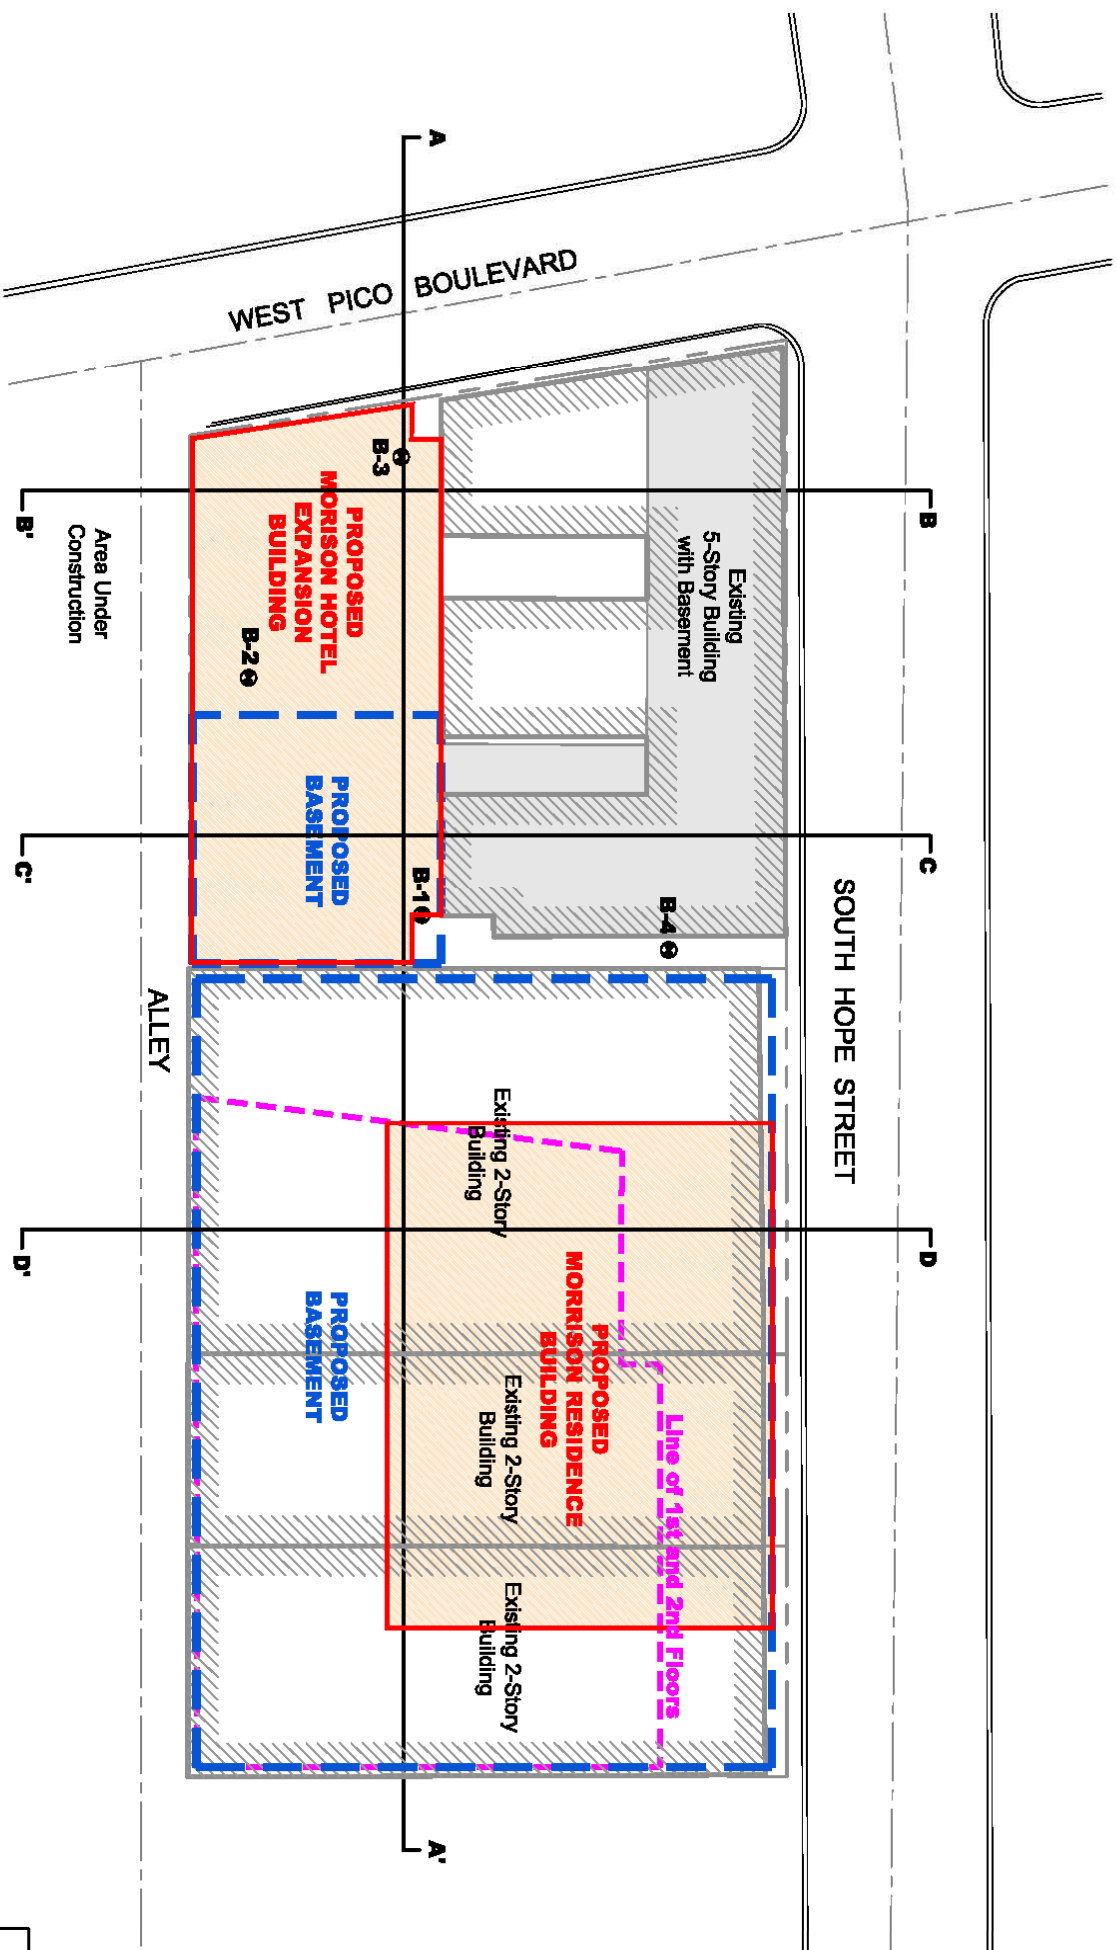 SOUTH HOPE STREET
WEST PICO BOULEVARD
ALLEY
A
A'
B
B'
C
C'
D
D'
Existing
5-Story Building
with Basement
B-4
B-3
B-2
B-1
PROPOSED
MORISON HOTEL
EXPANSION
BUILDING
PROPOSED
BASEMENT
Area Under
Construction
Existing 2-Story
Building
PROPOSED
MORRISON RESIDENCE
BUILDING
Line of 1st and 2nd Floors
Existing 2-Story
Building
Existing 2-Story
Building
PROPOSED
BASEMENT